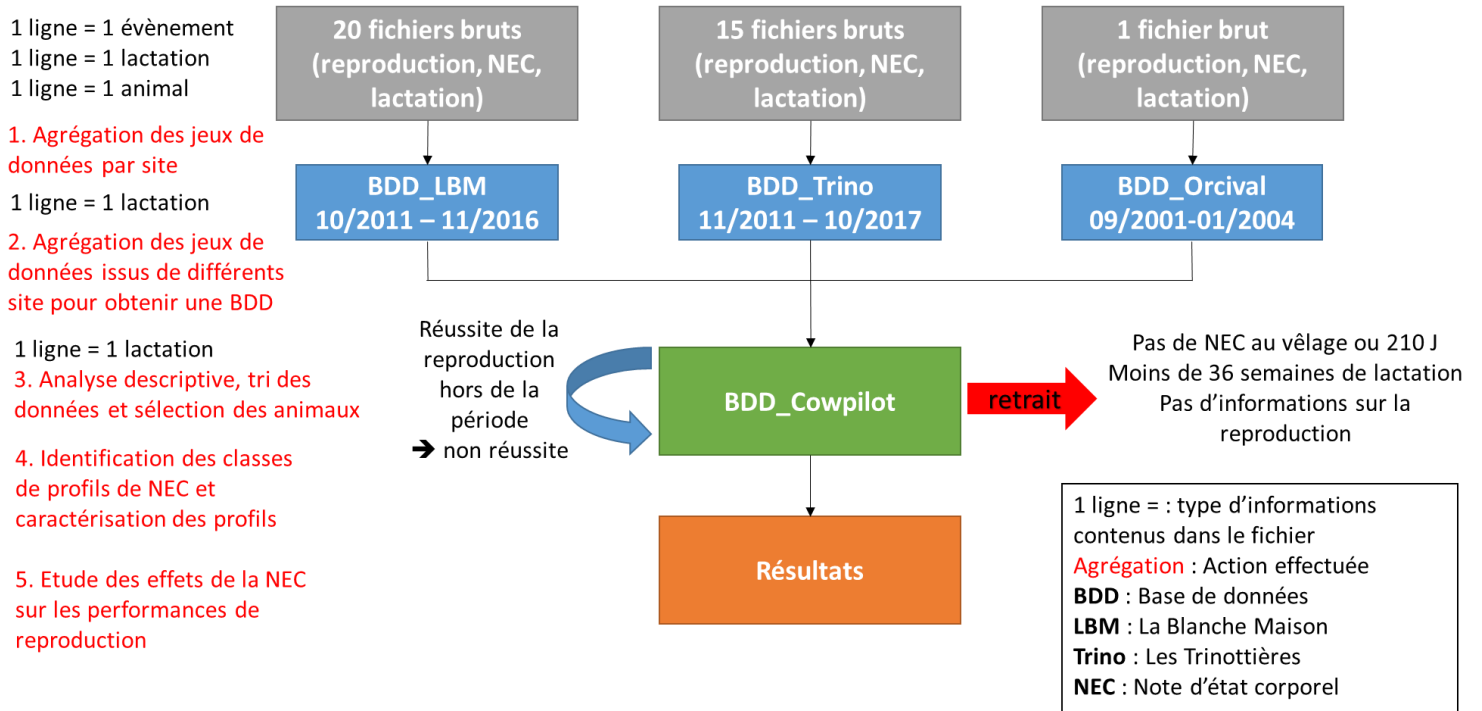 1 ligne = 1 évènement
1 ligne = 1 lactation
1 ligne = 1 animal
20 fichiers bruts
(reproduction, NEC,
lactation)
15 fichiers bruts
(reproduction, NEC,
lactation)
1 fichier brut
(reproduction, NEC,
lactation)
1. Agrégation des jeux de
données par site
BDD_LBM
10/2011 – 11/2016
BDD_Trino
11/2011 – 10/2017
BDD_Orcival
09/2001-01/2004
1 ligne = 1 lactation
2. Agrégation des jeux de
données issus de différents
site pour obtenir une BDD
1 ligne = 1 lactation
3. Analyse descriptive, tri des
données et sélection des animaux
Réussite de la
reproduction
hors de la
période
➔ non réussite
BDD_Cowpilot
retrait
Pas de NEC au vêlage ou 210 J
Moins de 36 semaines de lactation
Pas d'informations sur la
reproduction
4. Identification des classes
de profils de NEC et
caractérisation des profils
5. Etude des effets de la NEC
sur les performances de
reproduction
Résultats
1 ligne = : type d'informations
contenus dans le fichier
Agrégation : Action effectuée
BDD : Base de données
LBM : La Blanche Maison
Trino : Les Trinottières
NEC : Note d'état corporel